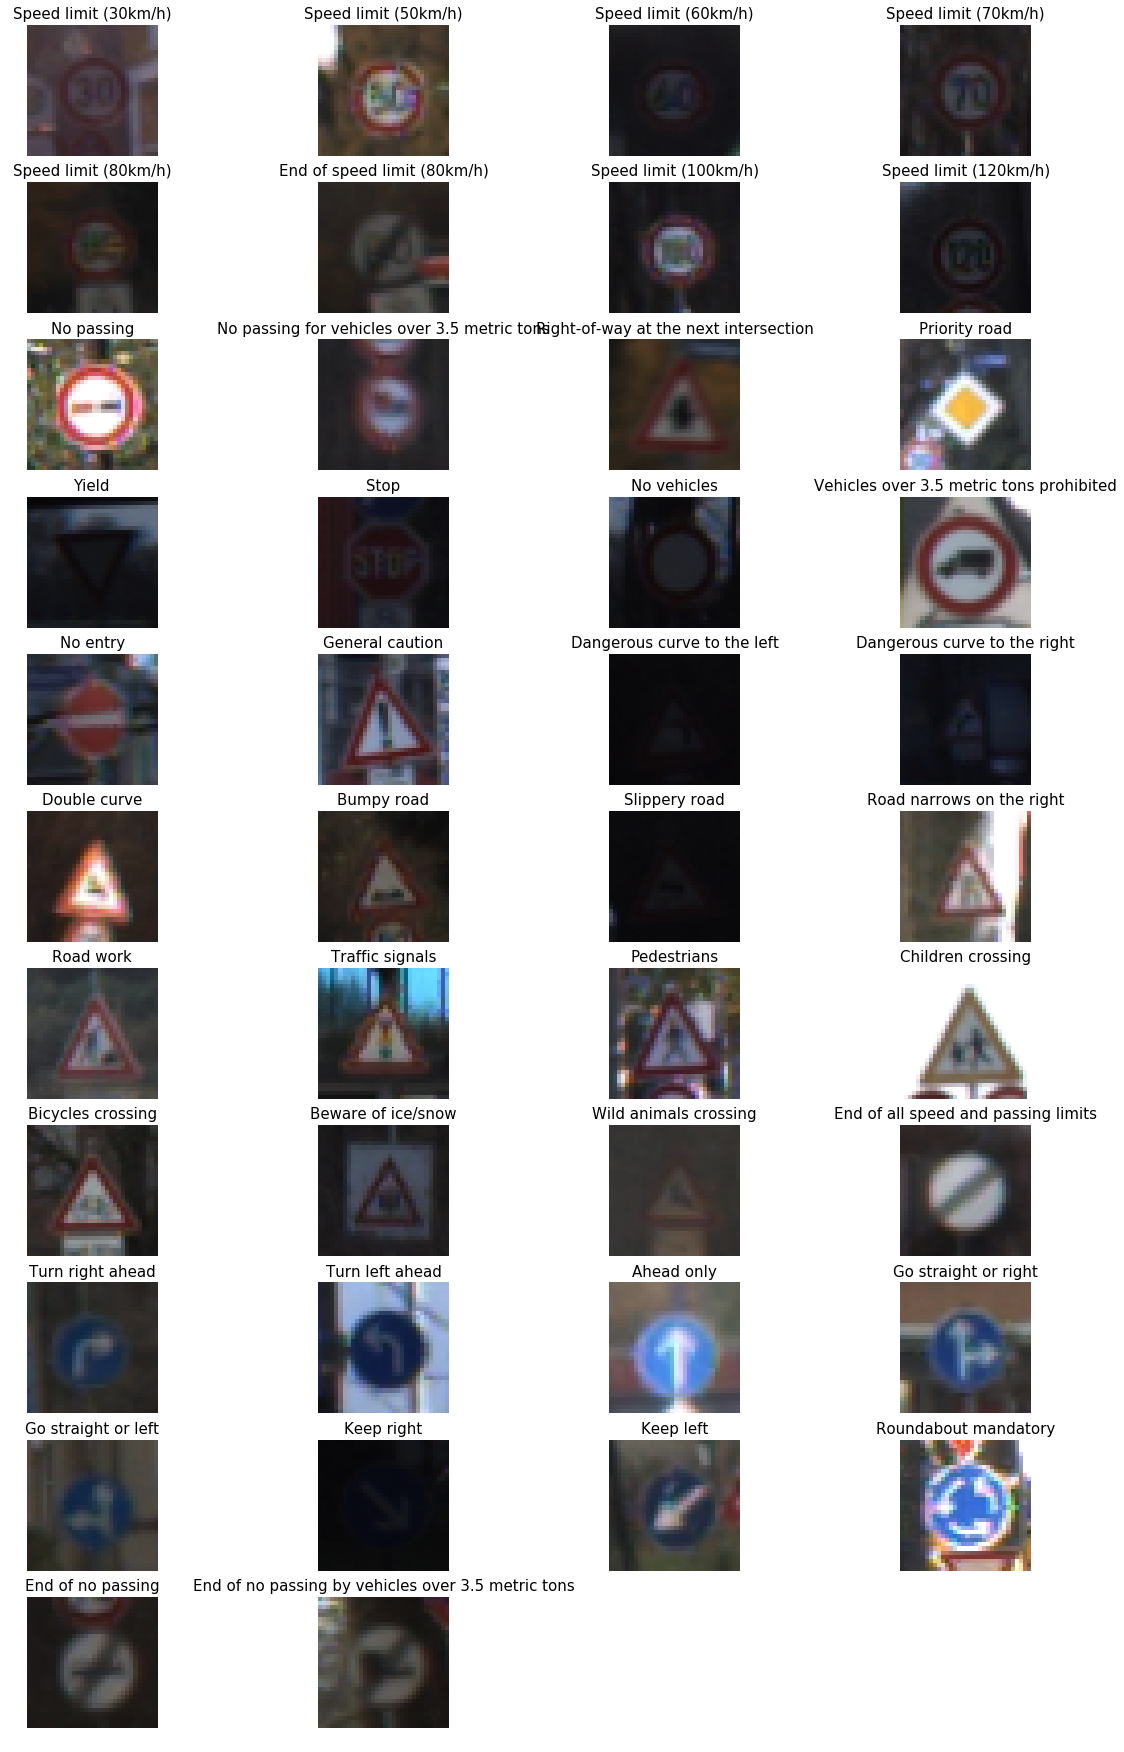 Speed limit (30km/h)
Speed limit (50km/h)
Speed limit (60km/h)
Speed limit (70km/h)
30
60
70
Speed limit (80km/h)
End of speed limit (80km/h)
Speed limit (100km/h)
Speed limit (120km/h)
120
No passing
No passing for vehicles over 3.5 metric tons
Right-of-way at the next intersection
Priority road
Yield
Stop
No vehicles
Vehicles over 3.5 metric tons prohibited
STOP
No entry
General caution
Dangerous curve to the left
Dangerous curve to the right
Double curve
Bumpy road
Slippery road
Road narrows on the right
Road work
Traffic signals
Pedestrians
Children crossing
Bicycles crossing
Beware of ice/snow
Wild animals crossing
End of all speed and passing limits
Turn right ahead
Turn left ahead
Ahead only
Go straight or right
Go straight or left
Keep right
Keep left
Roundabout mandatory
End of no passing
End of no passing by vehicles over 3.5 metric tons